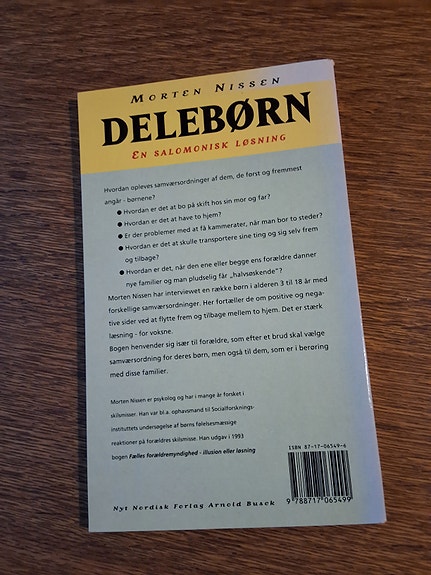 MORTEN NISSEN
DELEBØRN
EN SALOMONISK LØSNING
Hvordan opleves samværsordninger af dem, de først og fremmest
angår - børnene?
● Hvordan er det at bo på skift hos sin mor og far?
● Hvordan er det at have to hjem?
● Er der problemer med at få kammerater, når man bor to steder?
● Hvordan er det at skulle transportere sine ting og sig selv frem
og tilbage?
● Hvordan er det, når den ene eller begge ens forældre danner
nye familier og man pludselig får „halvsøskende"?
Morten Nissen har interviewet en række børn i alderen 3 til 18 år med
forskellige samværsordninger. Her fortæller de om positive og nega-
tive sider ved at flytte frem og tilbage mellem to hjem. Det er stærk
læsning - for voksne.
Bogen henvender sig især til forældre, som efter et brud skal vælge
samværsordning for deres børn, men også til dem, som er i berøring
med disse familier.
Morten Nissen er psykolog og har i mange år forsket i
skilsmisser. Han var bl.a. ophavsmand til Socialforsknings-
instituttets undersøgelse af børns følelsesmæssige
reaktioner på forældres skilsmisse. Han udgav i 1993
bogen Fælles forældremyndighed - illusion eller løsning
ISBN 87-17-06549-6
9 788717 065499
Nyt Nordisk Forlag Arnold Busck